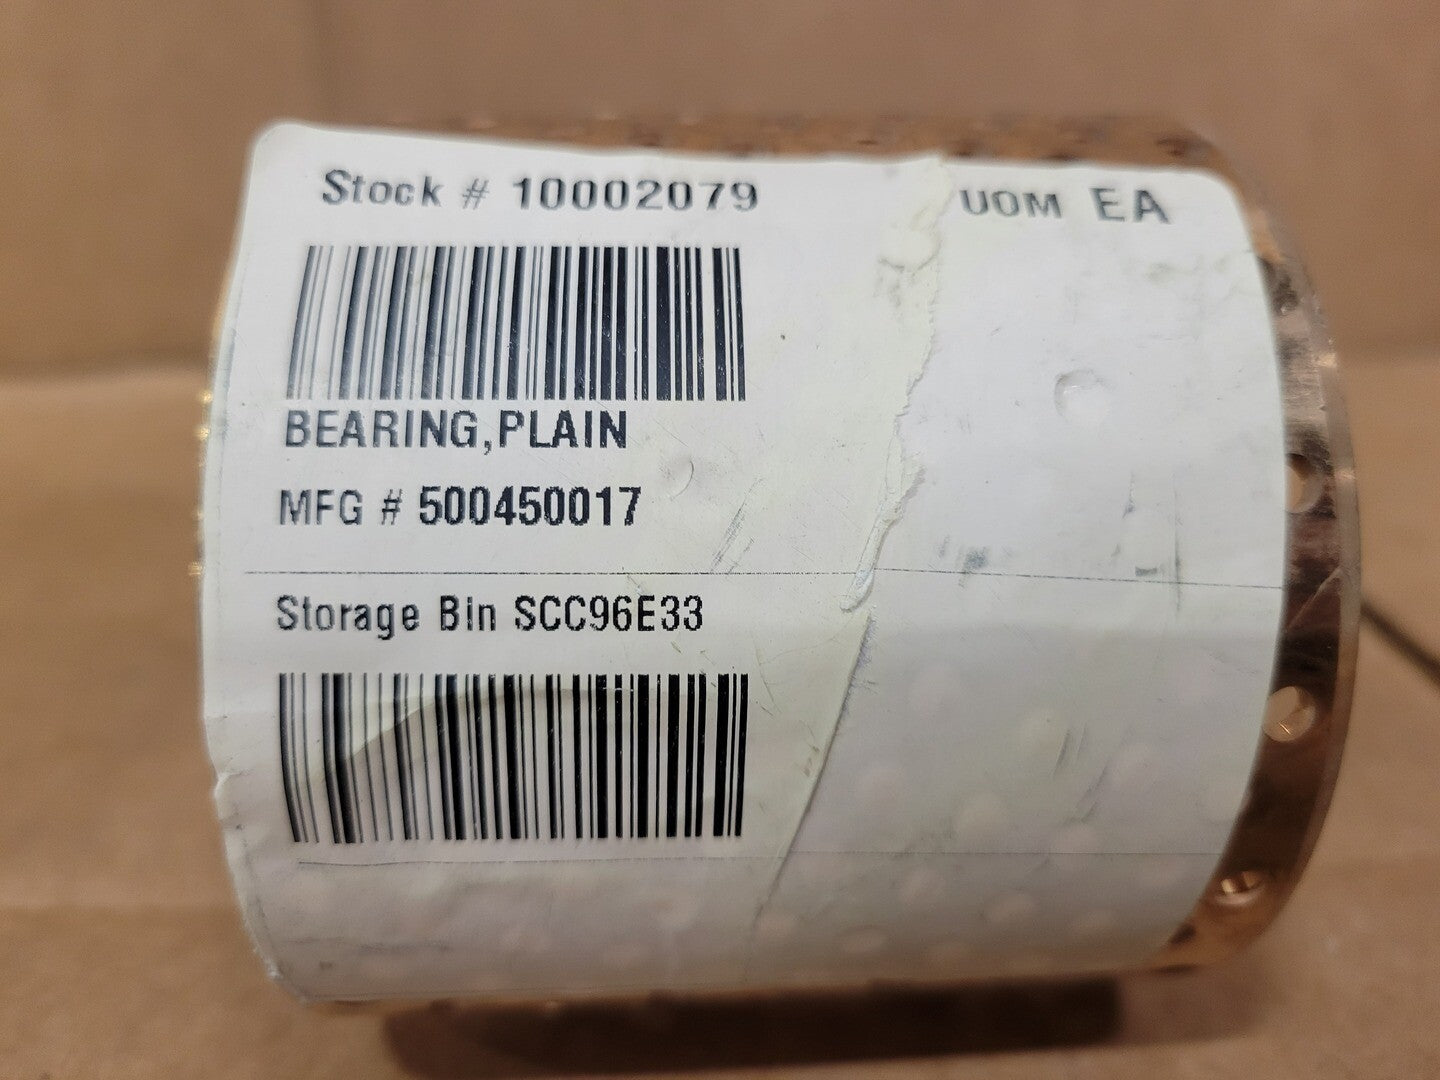 Stock # 10002079 UOM EA
BEARING,PLAIN
MFG # 500450017
Storage Bin SCC96E33